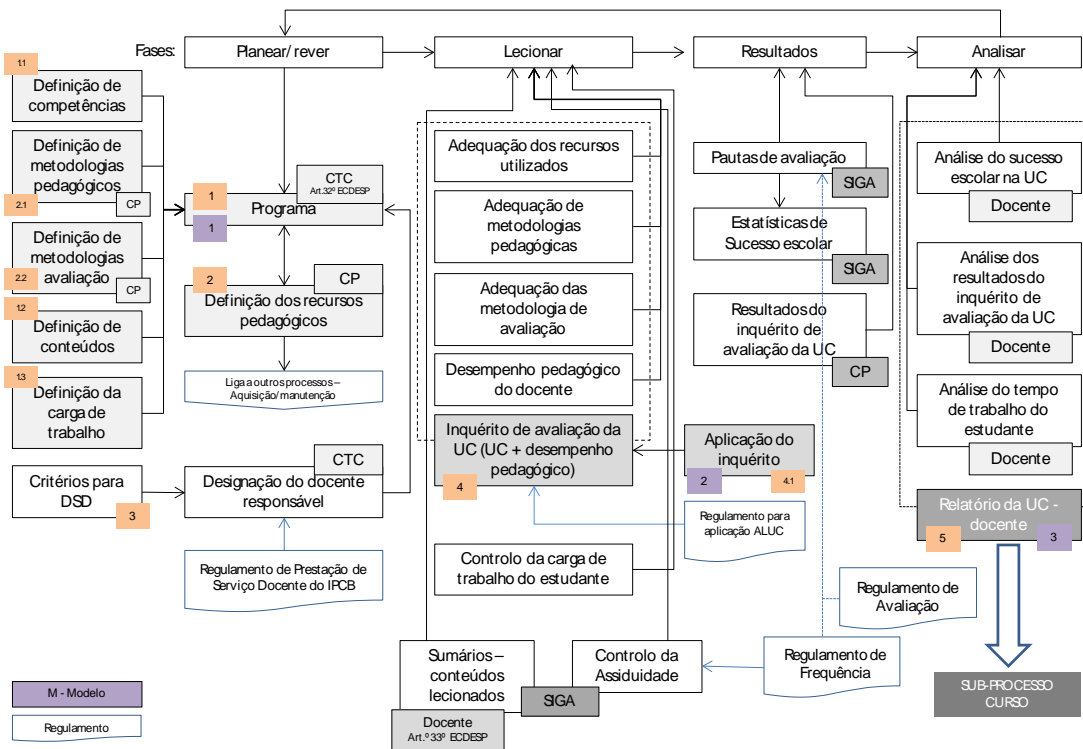 Fases:
Planear/ rever
Lecionar
Resultados
Analisar
1.1
Definição de
competências
Definição de
metodologias
pedagógicos
2.1
CP
Definição de
metodologias
avaliação
2.2
CP
1.2
Definição de
conteúdos
1.3
Definição da
carga de
trabalho
Critérios para
DSD
3
CTC
Art.32º ECDESP
1
Programa
1
CP
2
Definição dos recursos
pedagógicos
Liga a outros processos –
Aquisição/ manutenção
CTC
Designação do docente
responsável
Regulamento de Prestação de
Serviço Docente do IPCB
Adequação dos recursos
utilizados
Adequação de
metodologias
pedagógicas
Adequação das
metodologia de
avaliação
Desempenho pedagógico
do docente
Inquérito de avaliação da
UC (UC + desempenho
pedagógico)
4
Aplicação do
inquérito
2
4.1
Regulamento para
aplicação ALUC
Controlo da carga de
trabalho do estudante
Sumários –
conteúdos
lecionados
SIGA
Docente
Art.º 33º ECDESP
Controlo da
Assiduidade
Pautas de avaliação
SIGA
Estatísticas de
Sucesso escolar
SIGA
Resultados do
inquérito de
avaliação da UC
CP
Análise do sucesso
escolar na UC
Docente
Análise dos
resultados do
inquérito de
avaliação da UC
Docente
Análise do tempo
de trabalho do
estudante
Docente
Relatório da UC -
docente
5
3
Regulamento de
Avaliação
Regulamento de
Frequência
SUB-PROCESSO
CURSO
M - Modelo
Regulamento